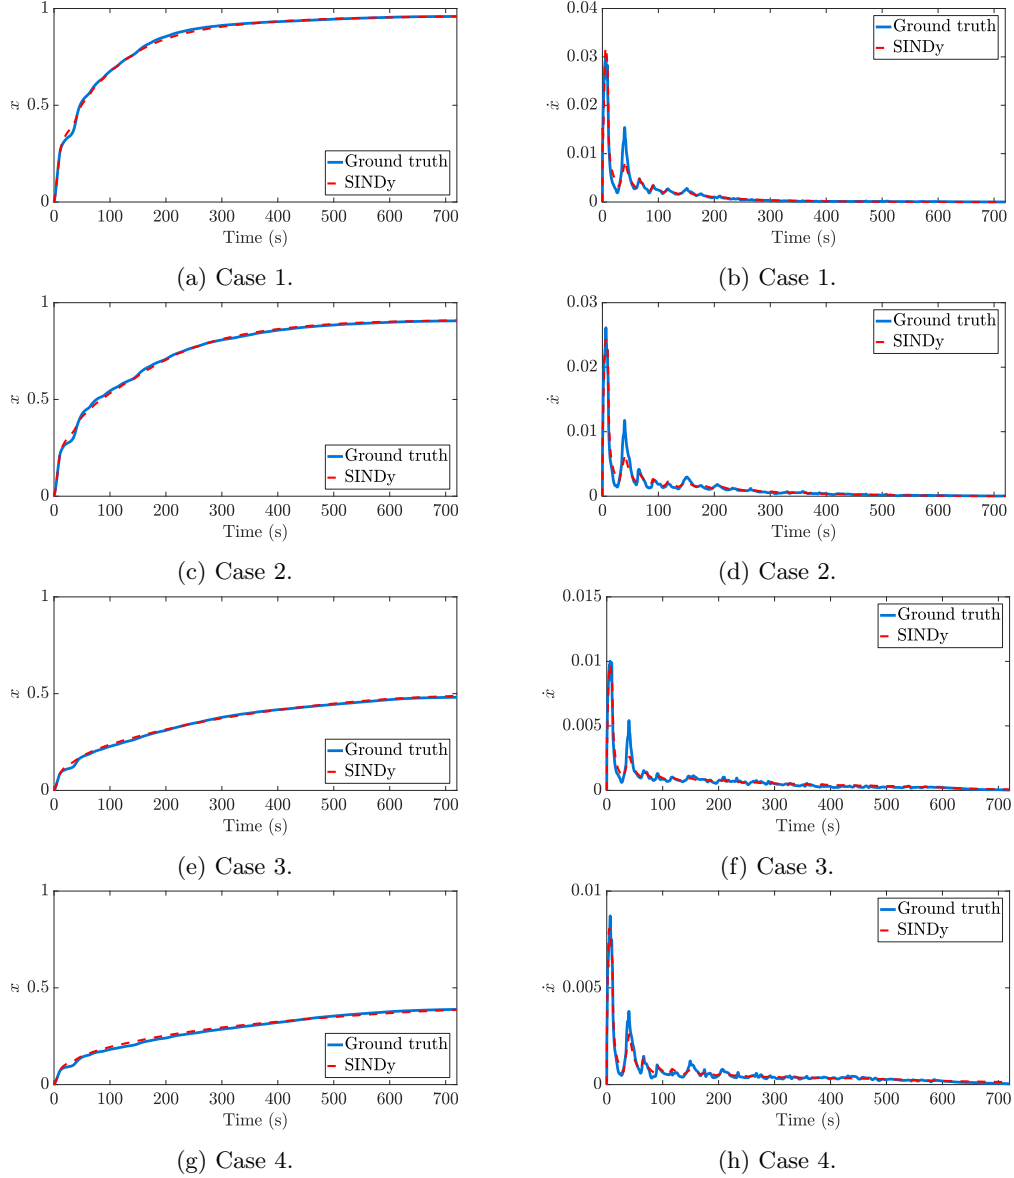 1
0.5
0
x
0 100 200 300 400 500 600 700
Time (s)
Ground truth
SINDy
(a) Case 1.
0.04
0.03
0.02
0.01
0
ẋ
0 100 200 300 400 500 600 700
Time (s)
Ground truth
SINDy
(b) Case 1.
1
0.5
0
x
0 100 200 300 400 500 600 700
Time (s)
Ground truth
SINDy
(c) Case 2.
0.03
0.02
0.01
0
ẋ
0 100 200 300 400 500 600 700
Time (s)
Ground truth
SINDy
(d) Case 2.
1
0.5
0
x
0 100 200 300 400 500 600 700
Time (s)
Ground truth
SINDy
(e) Case 3.
0.015
0.01
0.005
0
ẋ
0 100 200 300 400 500 600 700
Time (s)
Ground truth
SINDy
(f) Case 3.
1
0.5
0
x
0 100 200 300 400 500 600 700
Time (s)
Ground truth
SINDy
(g) Case 4.
0.01
0.005
0
ẋ
0 100 200 300 400 500 600 700
Time (s)
Ground truth
SINDy
(h) Case 4.